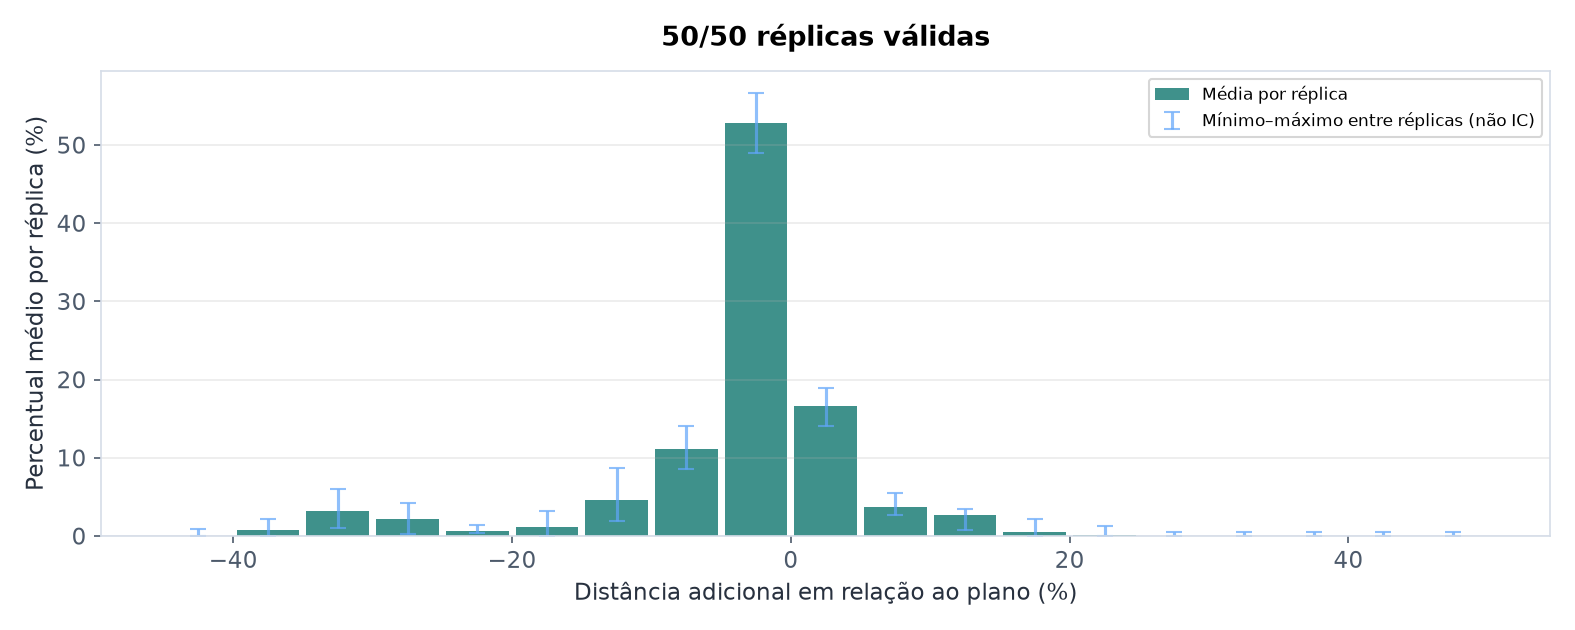 50/50 réplicas válidas
Média por réplica
Mínimo–máximo entre réplicas (não IC)
Percentual médio por réplica (%)
50
40
30
20
10
0
−40
−20
0
20
40
Distância adicional em relação ao plano (%)